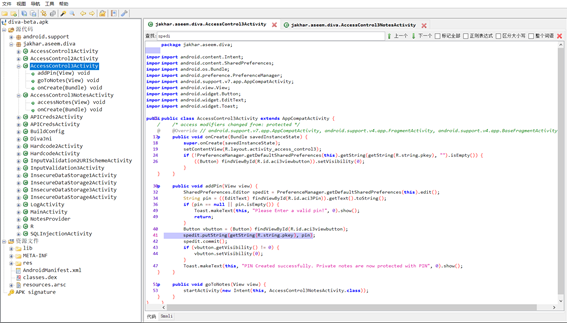 文件 视图 导航 工具 帮助
diva-beta.apk
源代码
android.support
jakhar.aseem.diva
AccessControl1Activity
AccessControl2Activity
AccessControl3Activity
addPin(View) void
goToNotes(View) void
onCreate(Bundle) void
AccessControl3NotesActivity
accessNotes(View) void
onCreate(Bundle) void
APICreds2Activity
APICredsActivity
BuildConfig
DivaJni
Hardcode2Activity
HardcodeActivity
InputValidation2URISchemeActivity
InputValidation3Activity
InsecureDataStorage1Activity
InsecureDataStorage2Activity
InsecureDataStorage3Activity
InsecureDataStorage4Activity
LogActivity
MainActivity
NotesProvider
R
SQLInjectionActivity
资源文件
lib
META-INF
res
AndroidManifest.xml
classes.dex
resources.arsc
APK signature
jakhar.aseem.diva.AccessControl3Activity
jakhar.aseem.diva.AccessControl3NotesActivity
查找: spedi 上一个 下一个 标记全部 正则表达式 区分大小写 整个词语
package jakhar.aseem.diva;
import android.content.Intent;
import android.content.SharedPreferences;
import android.os.Bundle;
import android.preference.PreferenceManager;
import android.support.v7.app.AppCompatActivity;
import android.view.View;
import android.widget.Button;
import android.widget.EditText;
import android.widget.Toast;
public class AccessControl3Activity extends AppCompatActivity {
/* access modifiers changed from: protected */
@Override // android.support.v7.app.AppCompatActivity, android.support.v4.app.FragmentActivity, android.support.v4.app.BaseFragmentActivity
public void onCreate(Bundle savedInstanceState) {
super.onCreate(savedInstanceState);
setContentView(R.layout.activity_access_control3);
if (!PreferenceManager.getDefaultSharedPreferences(this).getString(getString(R.string.pkey), "").isEmpty()) {
((Button) findViewById(R.id.aci3viewbutton)).setVisibility(0);
}
}
public void addPin(View view) {
SharedPreferences.Editor spedit = PreferenceManager.getDefaultSharedPreferences(this).edit();
String pin = ((EditText) findViewById(R.id.aci3Pin)).getText().toString();
if (pin == null || pin.isEmpty()) {
Toast.makeText(this, "Please Enter a valid pin!", 0).show();
return;
}
Button vbutton = (Button) findViewById(R.id.aci3viewbutton);
spedit.putString(getString(R.string.pkey), pin);
spedit.commit();
if (vbutton.getVisibility() != 0) {
vbutton.setVisibility(0);
}
Toast.makeText(this, "PIN Created successfully. Private notes are now protected with PIN", 0).show();
}
public void goToNotes(View view) {
startActivity(new Intent(this, AccessControl3NotesActivity.class));
}
}
代码 Smali